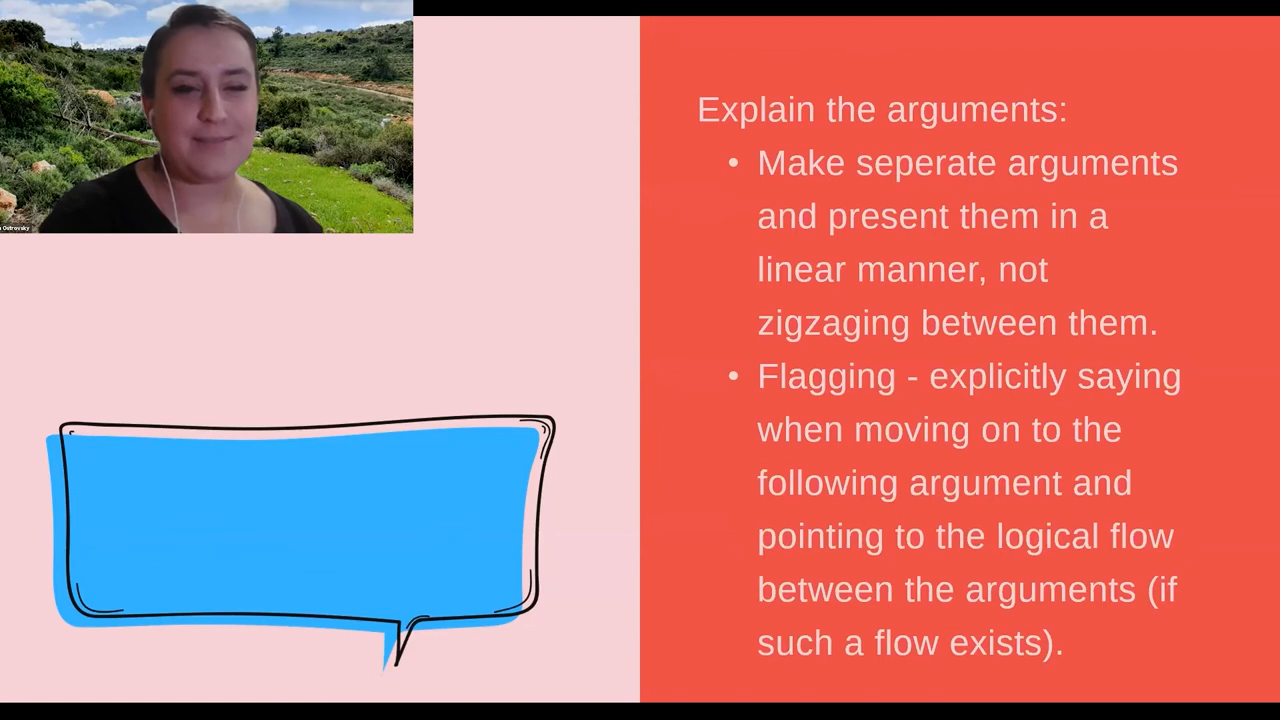 Ostrovsky
Explain the arguments:
• Make seperate arguments
and present them in a
linear manner, not
zigzaging between them.
• Flagging - explicitly saying
when moving on to the
following argument and
pointing to the logical flow
between the arguments (if
such a flow exists).